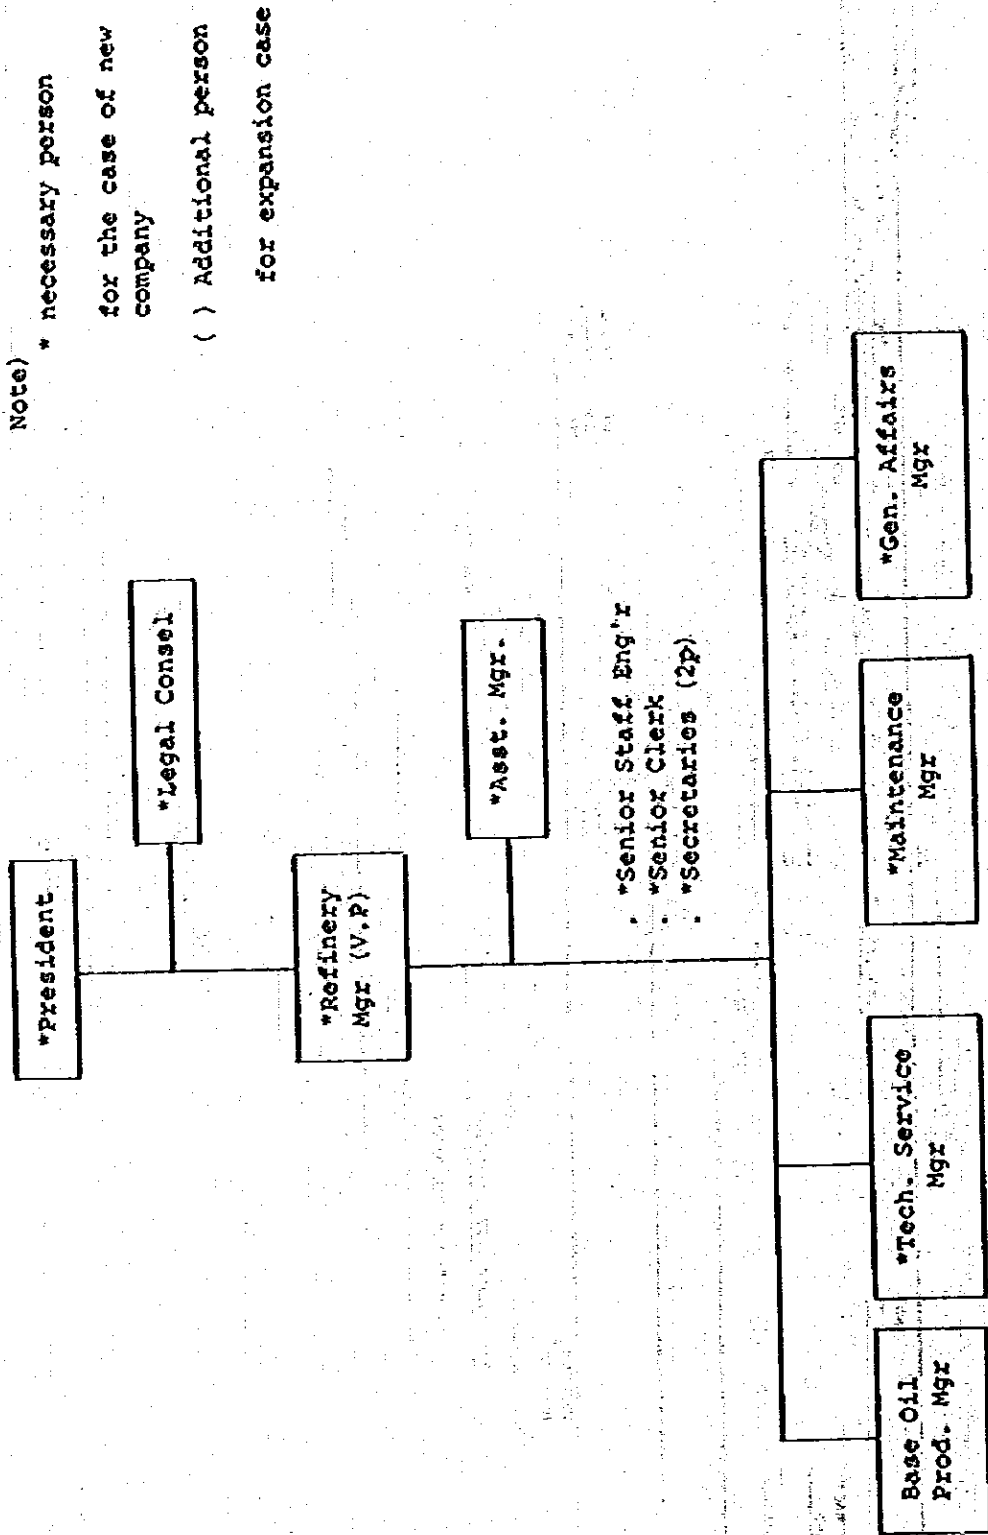 Note)
* necessary person
for the case of new
company
( ) Additional person
for expansion case
*President
*Legal Consel
*Refinery
Mgr (V.P)
*Asst. Mgr.
. *Senior Staff Eng'r
. *Senior Clerk
. *Secretaries (2p)
Base Oil
Prod. Mgr
*Tech. Service
Mgr
*Maintenance
Mgr
*Gen. Affairs
Mgr